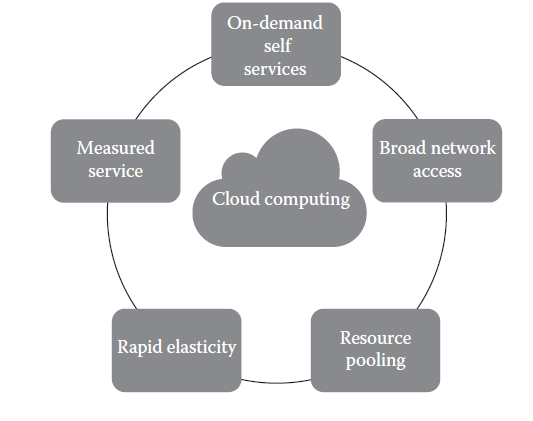 On-demand
self
services
Measured
service
Broad network
access
Cloud computing
Rapid elasticity
Resource
pooling